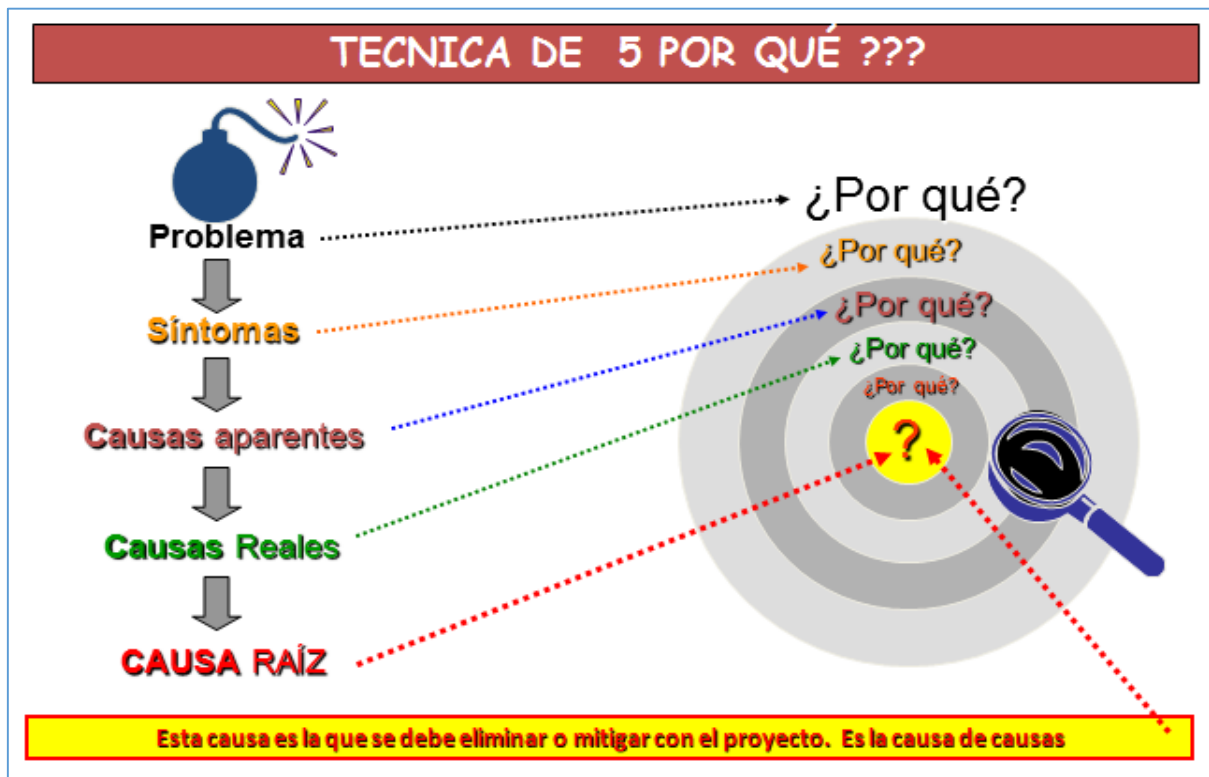 TECNICA DE 5 POR QUÉ ???
Problema
Síntomas
Causas aparentes
Causas Reales
CAUSA RAÍZ
¿Por qué?
¿Por qué?
¿Por qué?
¿Por qué?
¿Por qué?
?
Esta causa es la que se debe eliminar o mitigar con el proyecto. Es la causa de causas